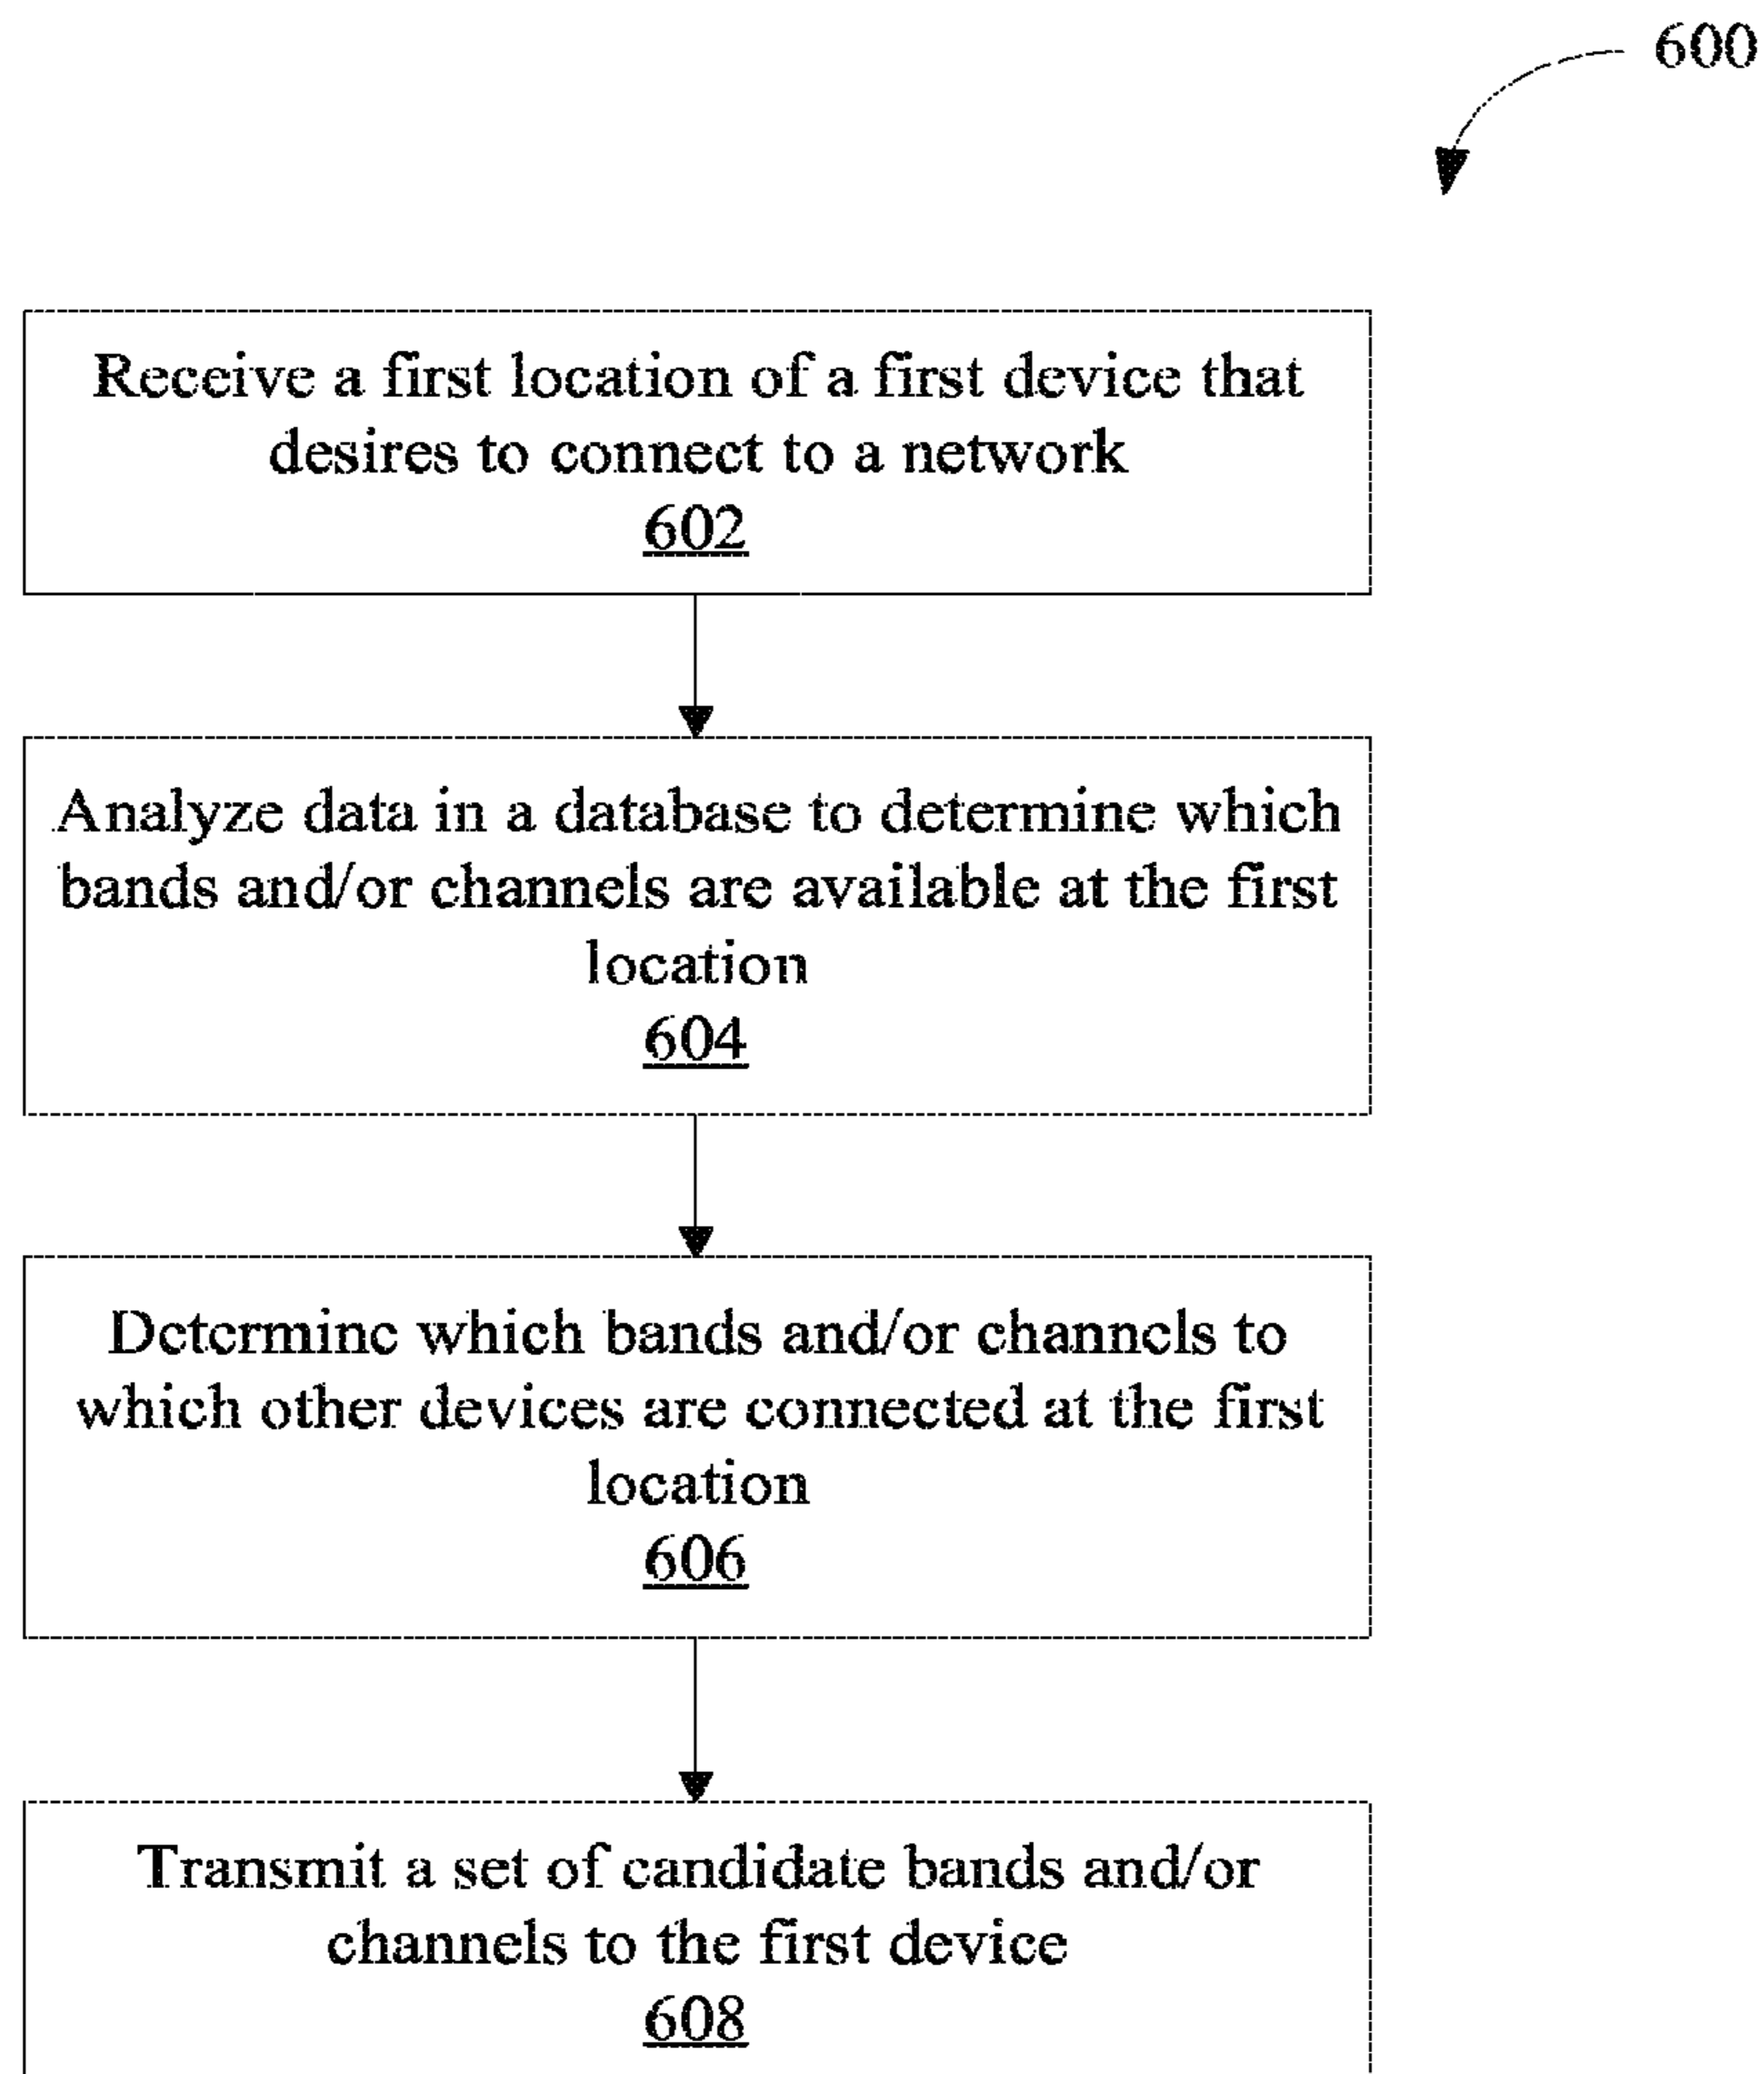 600
Receive a first location of a first device that
desires to connect to a network
602
Analyze data in a database to determine which
bands and/or channels are available at the first
location
604
Determine which bands and/or channels to
which other devices are connected at the first
location
606
Transmit a set of candidate bands and/or
channels to the first device
608